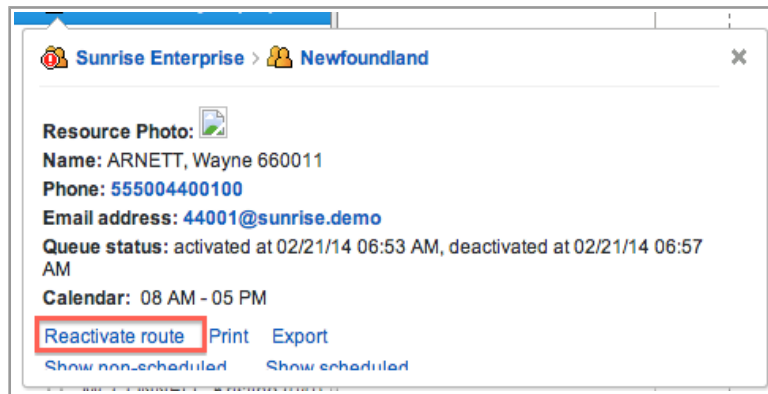 Sunrise Enterprise > Newfoundland
Resource Photo:
Name: ARNETT, Wayne 660011
Phone: 555004400100
Email address: 44001@sunrise.demo
Queue status: activated at 02/21/14 06:53 AM, deactivated at 02/21/14 06:57
AM
Calendar: 08 AM - 05 PM
Reactivate route Print Export
Show non-scheduled Show scheduled